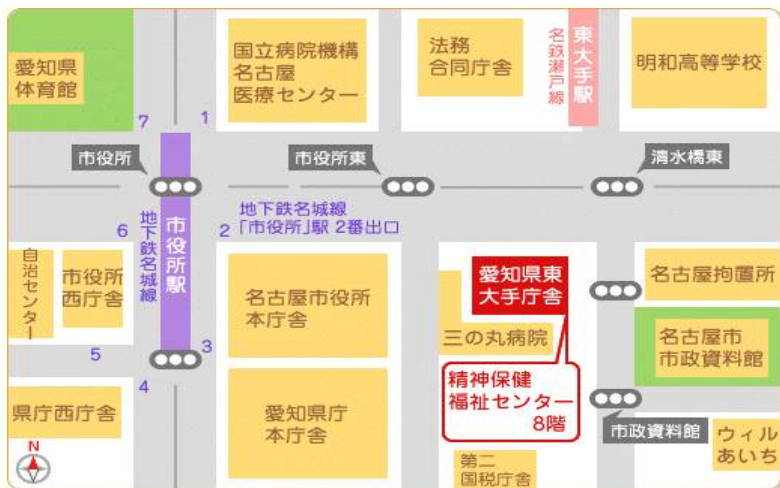 愛知県
体育館
7
1
国立病院機構
名古屋
医療センター
法務
合同庁舎
名鉄瀬戸線
東大手駅
明和高等学校
市役所
市役所東
清水橋東
6
地下鉄名城線
市役所駅
2
地下鉄名城線
「市役所」駅 2番出口
自治センター
市役所
西庁舎
名古屋市役所
本庁舎
愛知県東
大手庁舎
三の丸病院
名古屋拘置所
名古屋市
市政資料館
5
3
4
県庁西庁舎
愛知県庁
本庁舎
精神保健
福祉センター
8階
市政資料館
ウィル
あいち
第二
国税庁舎
N